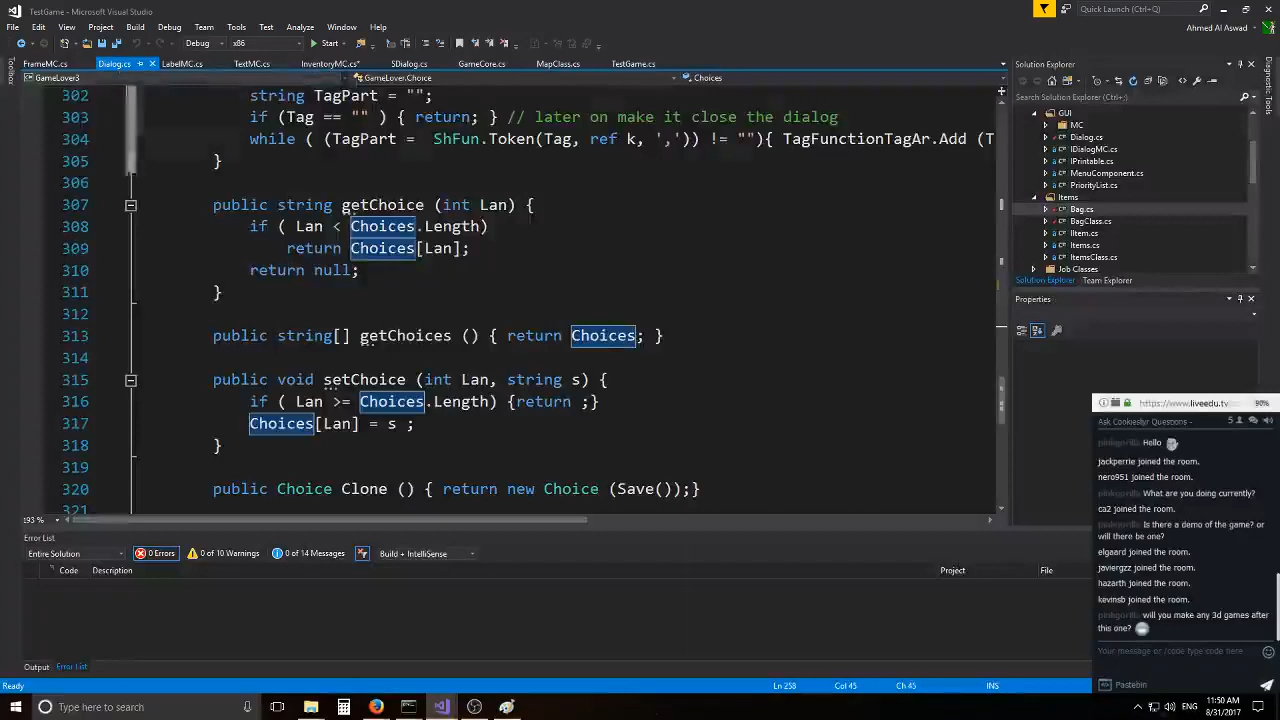 TestGame - Microsoft Visual Studio
Quick Launch (Ctrl+Q)
File Edit View Project Build Debug Team Tools Test Analyze Window Help
Ahmed Al Aswad
Debug x86 Start
FrameMC.cs Dialog.cs LabelMC.cs TextMC.cs InventoryMC.cs* SDialog.cs GameCore.cs MapClass.cs TestGame.cs
GameLover3 GameLover.Choice Choices
Toolbox
302 string TagPart = "";
303 if (Tag == "" ) { return; } // later on make it close the dialog
304 while ( (TagPart = ShFun.Token(Tag, ref k, ',')) != ""){ TagFunctionTagAr.Add (T
305 }
306
307 public string getChoice (int Lan) {
308 if ( Lan < Choices.Length)
309 return Choices[Lan];
310 return null;
311 }
312
313 public string[] getChoices () { return Choices; }
314
315 public void setChoice (int Lan, string s) {
316 if ( Lan >= Choices.Length) {return ;}
317 Choices[Lan] = s ;
318 }
319
320 public Choice Clone () { return new Choice (Save());}
321
93 %
Solution Explorer
Search Solution Explorer (Ctrl+;)
GUI
MC
Dialog.cs
IDialogMC.cs
IPrintable.cs
MenuComponent.cs
PriorityList.cs
Items
Bag.cs
BagClass.cs
IItem.cs
Items.cs
ItemsClass.cs
Job Classes
Solution Explorer Team Explorer
Properties
Error List
Entire Solution 0 Errors 0 of 10 Warnings 0 of 14 Messages Build + IntelliSense
Code Description Project File
Output Error List
Ready Ln 258 Col 45 Ch 45 INS
https://www.liveedu.tv 90%
Ask Cookiestyr Questions - 5
Hello
jackperrie joined the room.
nero951 joined the room.
What are you doing currently?
ca2 joined the room.
Is there a demo of the game? or
will there be one?
elgaard joined the room.
javiergzz joined the room.
hazarth joined the room.
kevinsb joined the room.
will you make any 3d games after
this one?
Your message or /code type code here
Pastebin
Type here to search
ENG
11:50 AM
8/31/2017